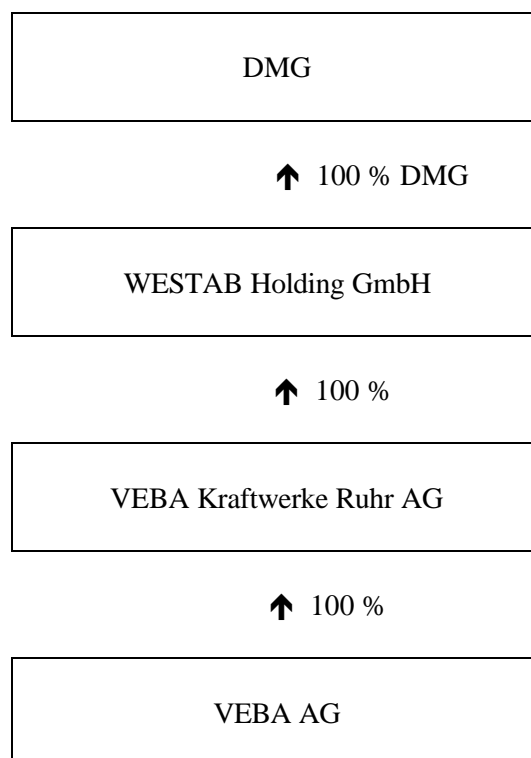 DMG
↑ 100 % DMG
WESTAB Holding GmbH
↑ 100 %
VEBA Kraftwerke Ruhr AG
↑ 100 %
VEBA AG